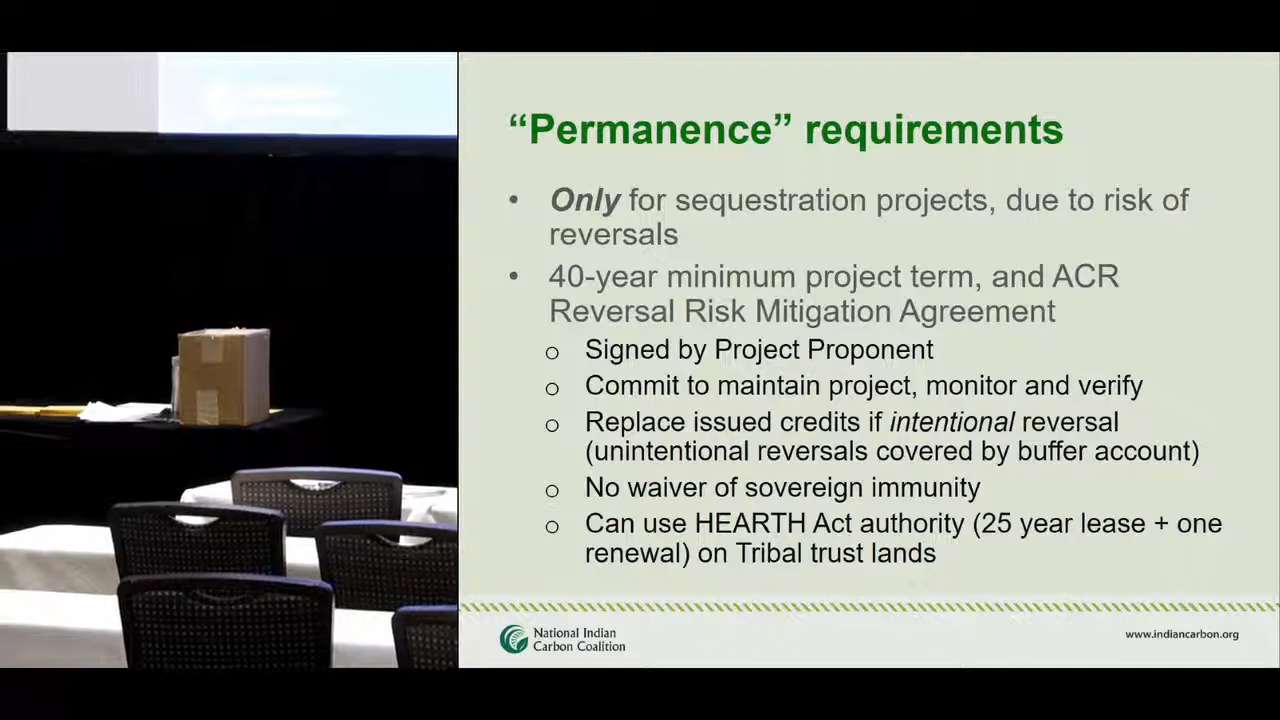 “Permanence” requirements
• Only for sequestration projects, due to risk of
reversals
• 40-year minimum project term, and ACR
Reversal Risk Mitigation Agreement
o Signed by Project Proponent
o Commit to maintain project, monitor and verify
o Replace issued credits if intentional reversal
(unintentional reversals covered by buffer account)
o No waiver of sovereign immunity
o Can use HEARTH Act authority (25 year lease + one
renewal) on Tribal trust lands
National Indian
Carbon Coalition
www.indiancarbon.org